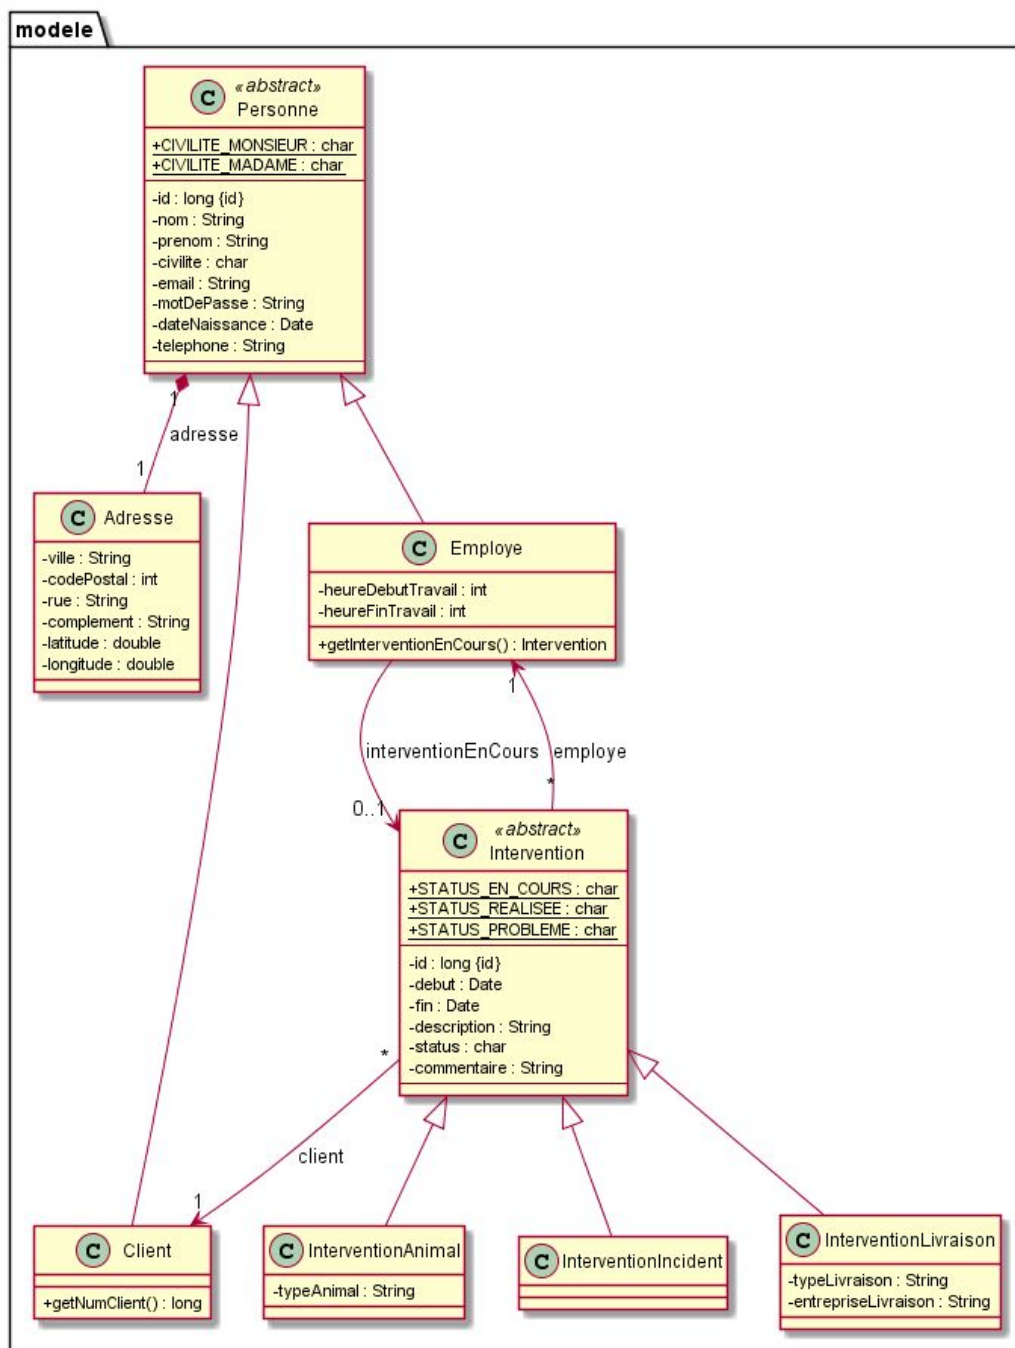 modele
C
«abstract»
Personne
+CIVILITE_MONSIEUR : char
+CIVILITE_MADAME : char
-id : long {id}
-nom : String
-prenom : String
-civilite : char
-email : String
-motDePasse : String
-dateNaissance : Date
-telephone : String
1
adresse
1
C Adresse
-ville : String
-codePostal : int
-rue : String
-complement : String
-latitude : double
-longitude : double
C Employe
-heureDebutTravail : int
-heureFinTravail : int
+getInterventionEnCours() : Intervention
1
interventionEnCours
employe
*
0..1
C
«abstract»
Intervention
+STATUS_EN_COURS : char
+STATUS_REALISEE : char
+STATUS_PROBLEME : char
-id : long {id}
-debut : Date
-fin : Date
-description : String
-status : char
-commentaire : String
*
client
1
C Client
+getNumClient() : long
C InterventionAnimal
-typeAnimal : String
C InterventionIncident
C InterventionLivraison
-typeLivraison : String
-entrepriseLivraison : String